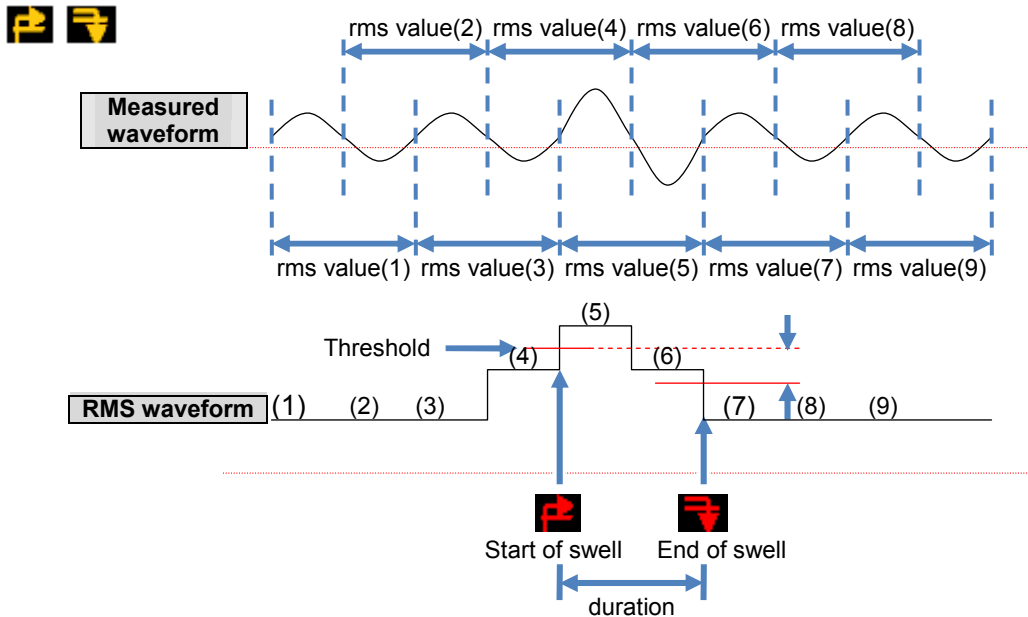 rms value(2) rms value(4) rms value(6) rms value(8)
Measured
waveform
rms value(1) rms value(3) rms value(5) rms value(7) rms value(9)
(5)
Threshold
(4) (6)
RMS waveform
(1) (2) (3) (7) (8) (9)
Start of swell End of swell
duration